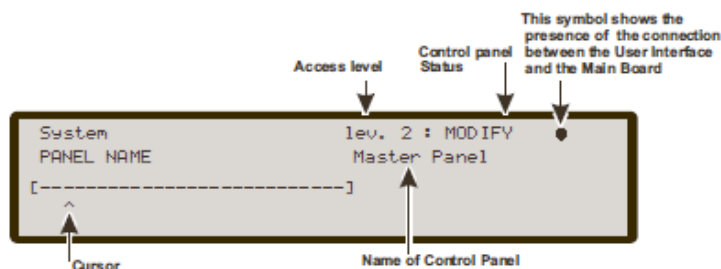 This symbol shows the
presence of the connection
between the User Interface
and the Main Board
Control panel
Status
Access level
System lev. 2 : MODIFY
PANEL NAME Master Panel
[--------------------------]
^
Cursor
Name of Control Panel